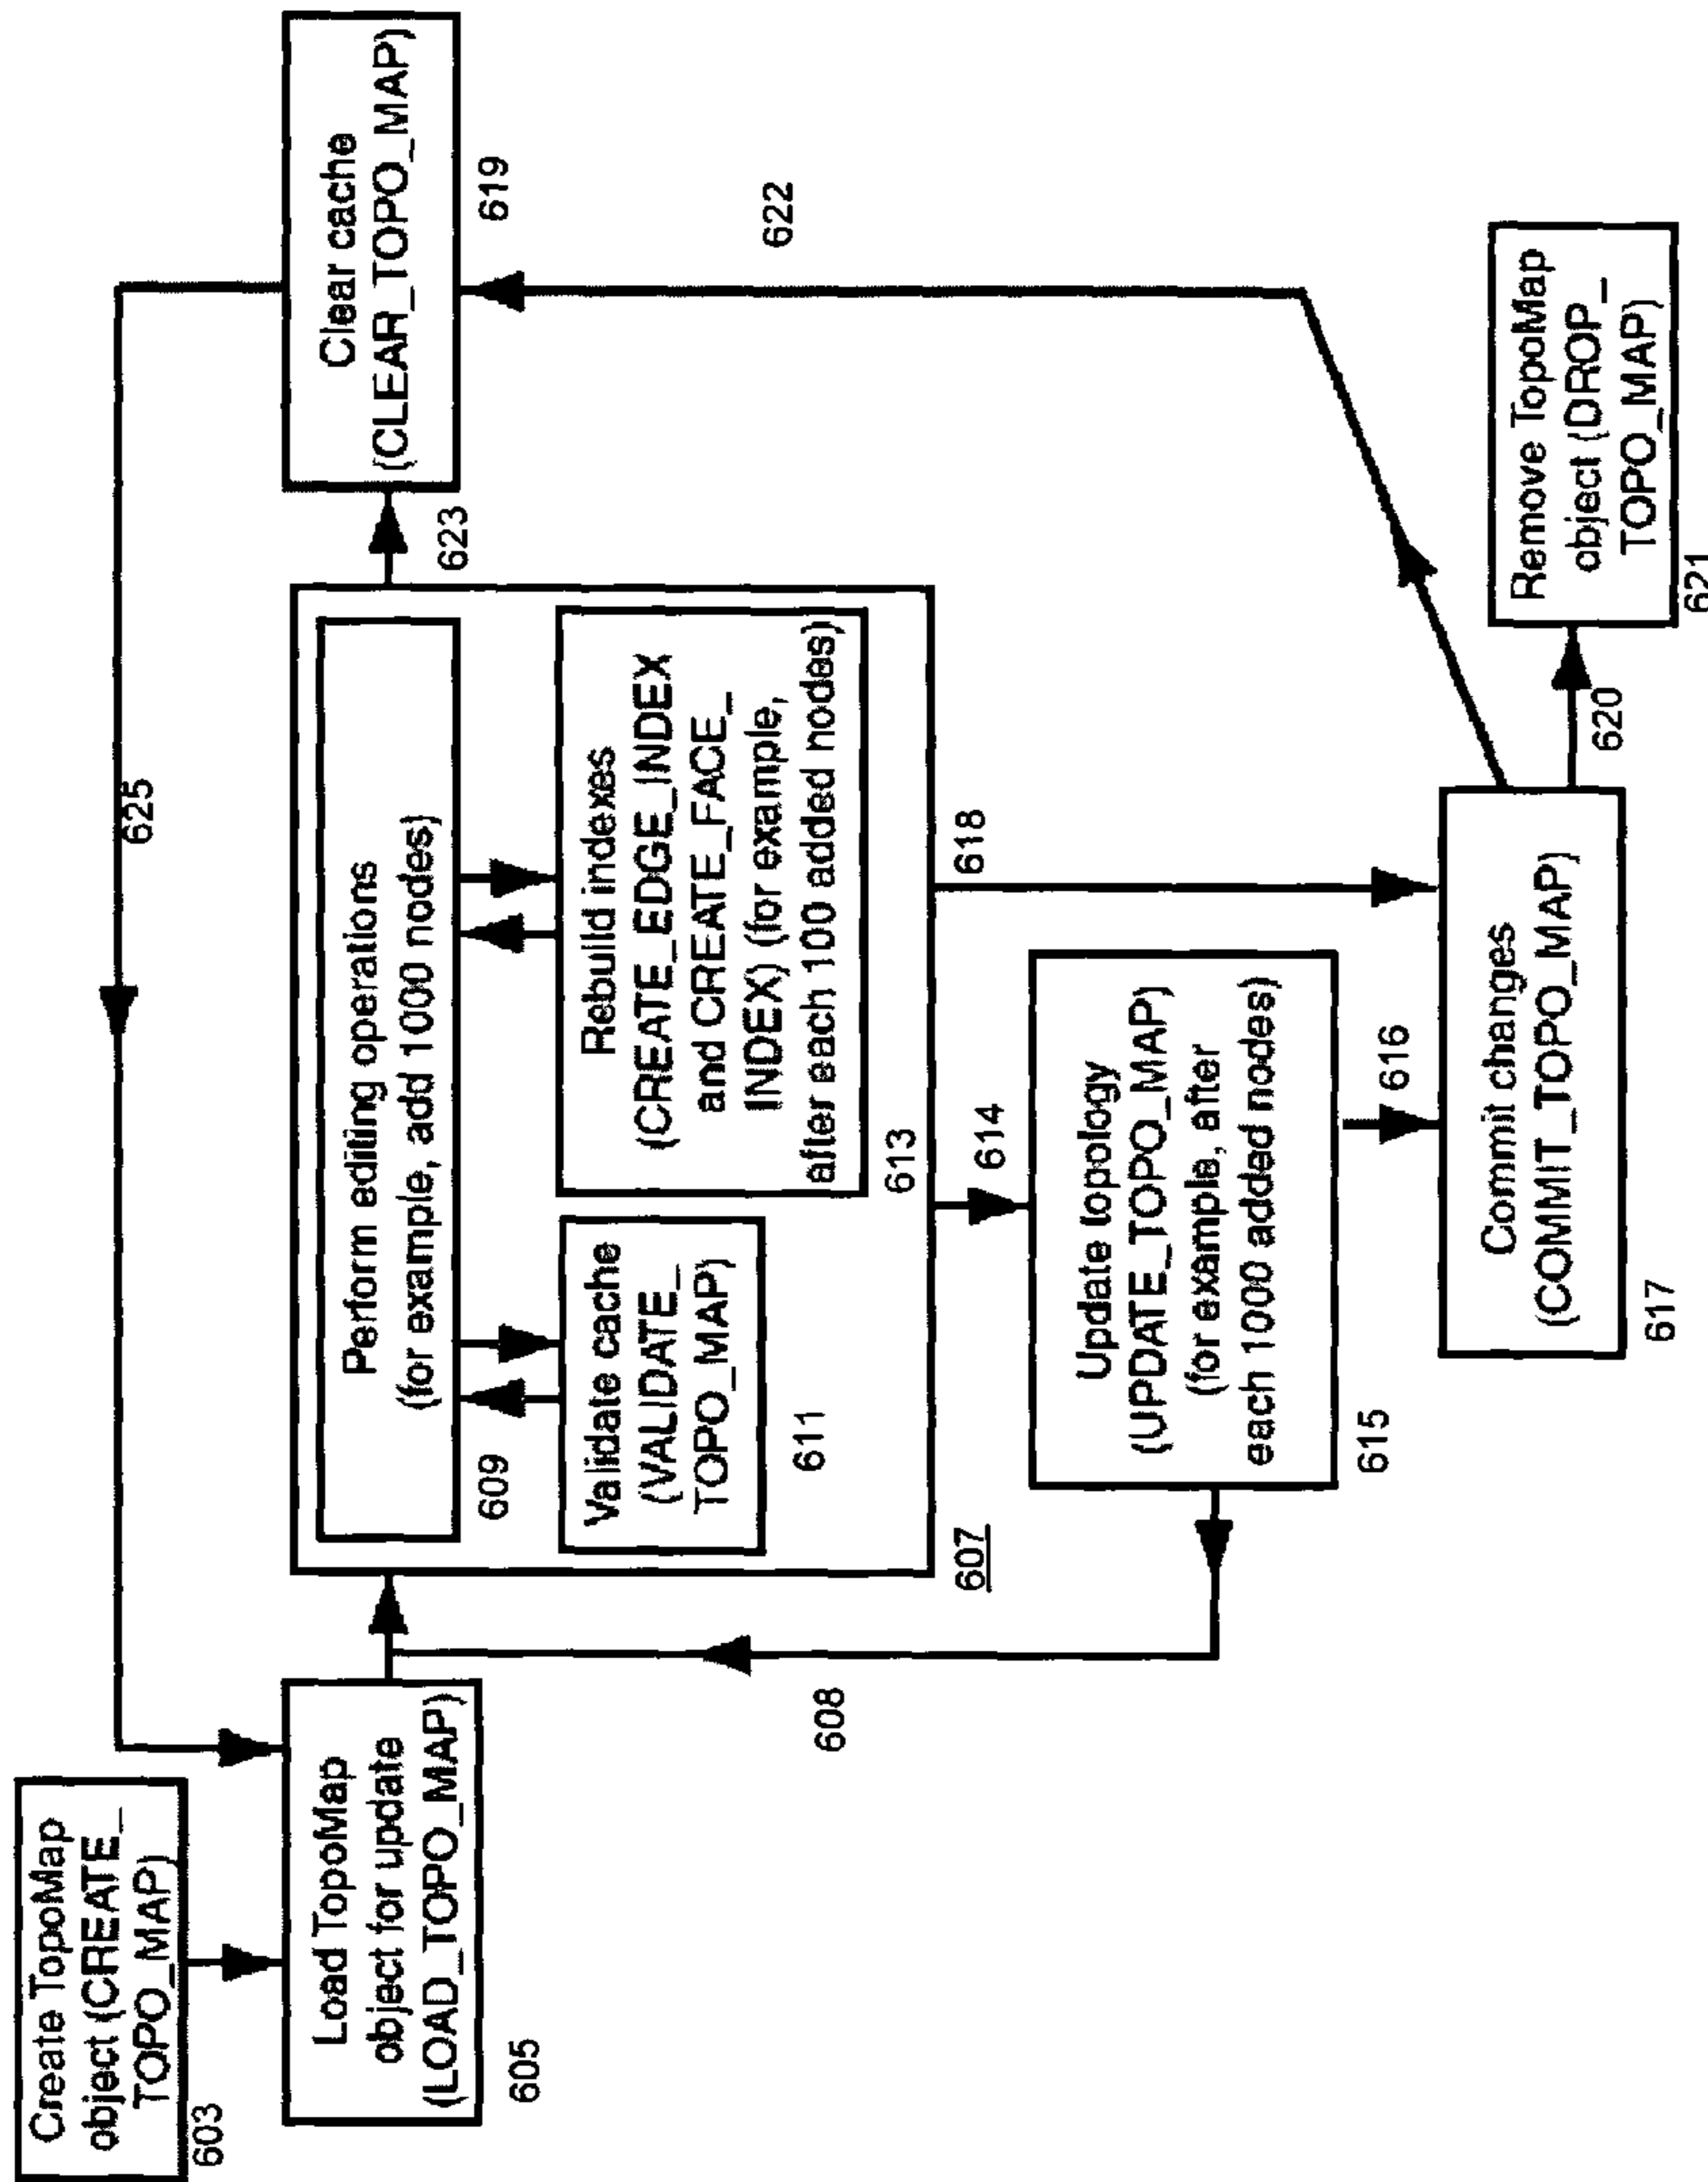 Create TopoMap
object (CREATE_
TOPO_MAP)
603
625
Load TopoMap
object for update
(LOAD_TOPO_MAP)
605
Perform editing operations
(for example, add 1000 nodes)
609
Validate cache
(VALIDATE_
TOPO_MAP)
611
Rebuild indexes
(CREATE_EDGE_INDEX
and CREATE_FACE_
INDEX) (for example,
after each 100 added nodes)
613
607
623
Clear cache
(CLEAR_TOPO_MAP)
619
608
614
618
622
Update topology
(UPDATE_TOPO_MAP)
(for example, after
each 1000 added nodes)
615
616
Commit changes
(COMMIT_TOPO_MAP)
617
620
Remove TopoMap
object (DROP_
TOPO_MAP)
621